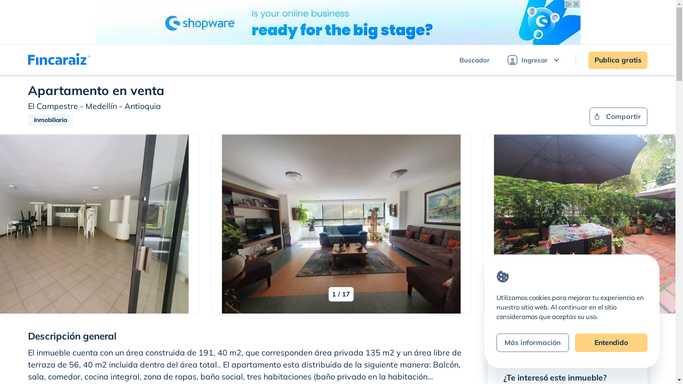 shopware
Is your online business
ready for the big stage?
Fincaraiz
Buscador
Ingresar
Publica gratis
Apartamento en venta
El Campestre - Medellín - Antioquia
Inmobiliaria
Compartir
1 / 17
Utilizamos cookies para mejorar tu experiencia en
nuestro sitio web. Al continuar en el sitio
consideramos que aceptas su uso.
Más información
Entendido
Descripción general
El inmueble cuenta con un área construida de 191, 40 m2, que corresponden área privada 135 m2 y un área libre de
terraza de 56, 40 m2 incluida dentro del área total.. El apartamento esta distribuido de la siguiente manera: Balcón,
sala, comedor, cocina integral, zona de ropas, baño social, tres habitaciones (baño privado en la habitación...
¿Te interesó este inmueble?